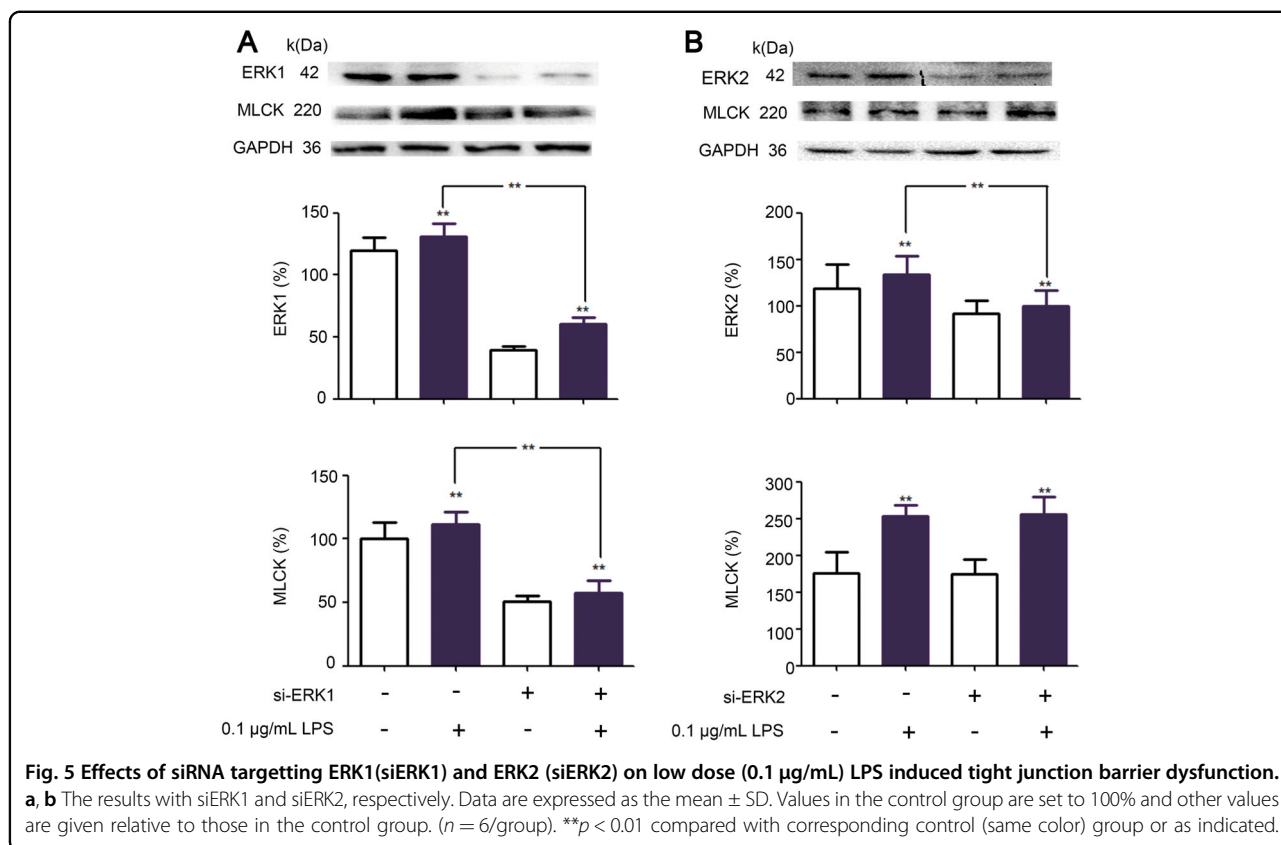 A
k(Da)
ERK1 42
MLCK 220
GAPDH 36
**
150
100
50
0
ERK1 (%)
**
**
**
150
100
50
0
MLCK (%)
**
**
si-ERK1 - - + +
0.1 µg/mL LPS - + - +
B
k(Da)
ERK2 42
MLCK 220
GAPDH 36
**
200
150
100
150
0
ERK2 (%)
**
**
300
250
200
150
100
0
MLCK (%)
**
**
si-ERK2 - - + +
0.1 µg/mL LPS - + - +
Fig. 5 Effects of siRNA targetting ERK1(siERK1) and ERK2 (siERK2) on low dose (0.1 µg/mL) LPS induced tight junction barrier dysfunction.
a, b The results with siERK1 and siERK2, respectively. Data are expressed as the mean ± SD. Values in the control group are set to 100% and other values
are given relative to those in the control group. (n = 6/group). **p < 0.01 compared with corresponding control (same color) group or as indicated.